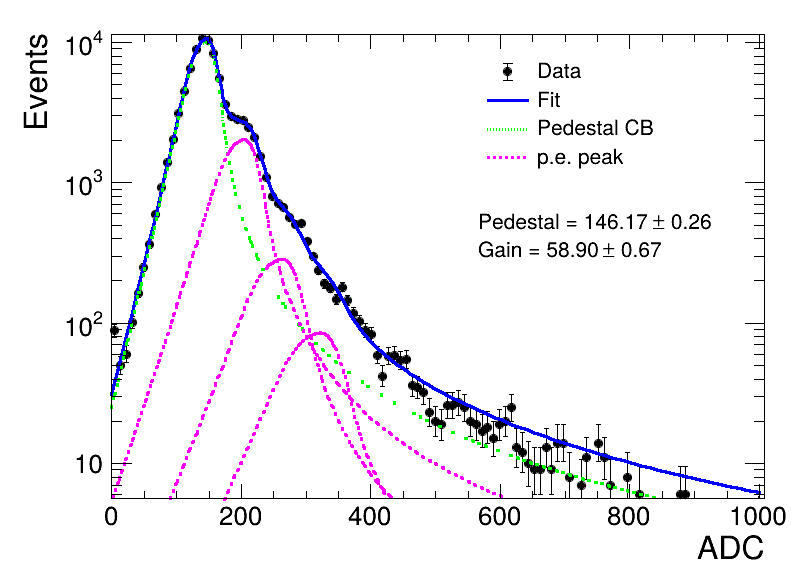 Events
10^4
10^3
10^2
10
Data
Fit
Pedestal CB
p.e. peak
Pedestal = 146.17 ± 0.26
Gain = 58.90 ± 0.67
0 200 400 600 800 1000
ADC